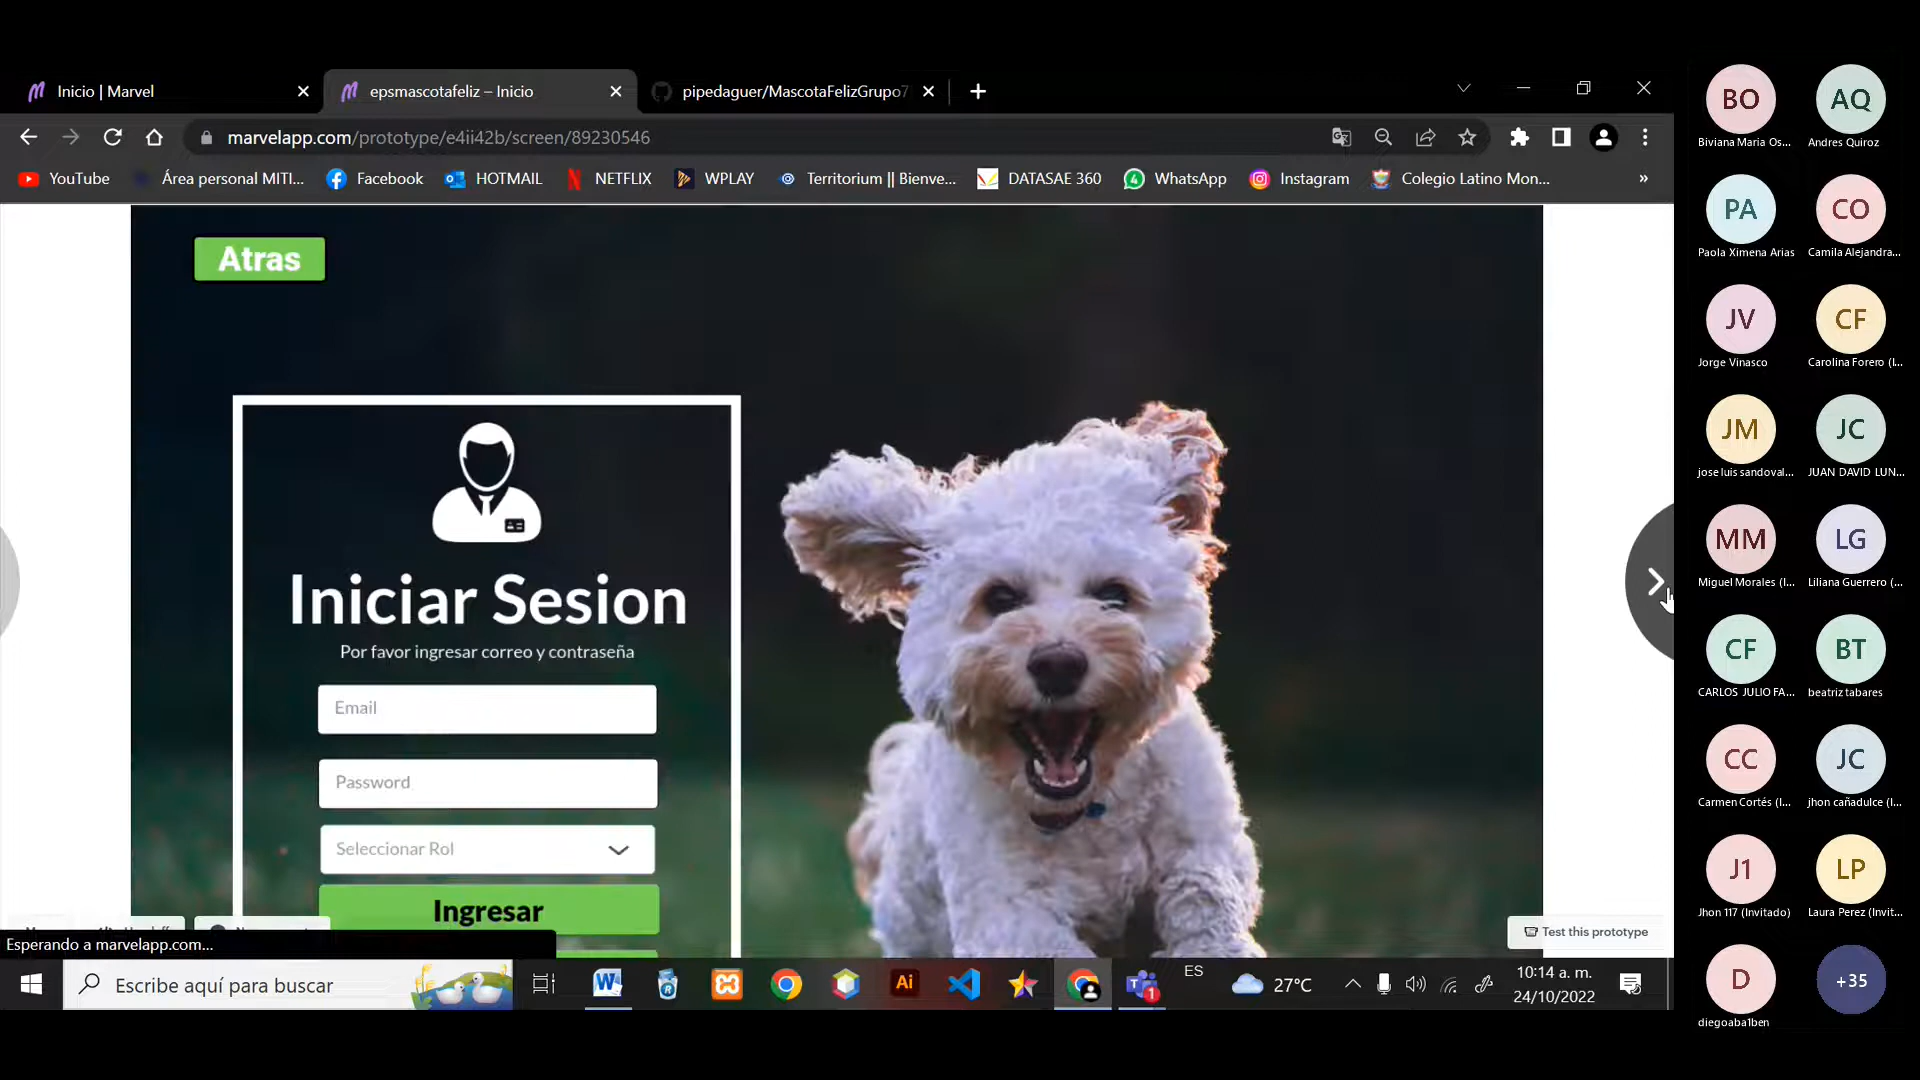 Inicio | Marvel
epsmascotafeliz – Inicio
pipedaguer/MascotaFelizGrupo7
marvelapp.com/prototype/e4ii42b/screen/89230546
YouTube
Área personal MITI...
Facebook
HOTMAIL
NETFLIX
WPLAY
Territorium || Bienve...
DATASAE 360
WhatsApp
Instagram
Colegio Latino Mon...
»
Atras
Iniciar Sesion
Por favor ingresar correo y contraseña
Email
Password
Seleccionar Rol
Ingresar
Test this prototype
Esperando a marvelapp.com...
Escribe aquí para buscar
Ai
1
ES
27°C
10:14 a. m.
24/10/2022
BO
Biviana Maria Os...
AQ
Andres Quiroz
PA
Paola Ximena Arias
CO
Camila Alejandra...
JV
Jorge Vinasco
CF
Carolina Forero (I...
JM
jose luis sandoval...
JC
JUAN DAVID LUN...
MM
Miguel Morales (I...
LG
Liliana Guerrero (...
CF
CARLOS JULIO FA...
BT
beatriz tabares
CC
Carmen Cortés (I...
JC
jhon cañadulce (I...
J1
Jhon 117 (Invitado)
LP
Laura Perez (Invit...
D
diegoaba1ben
+35